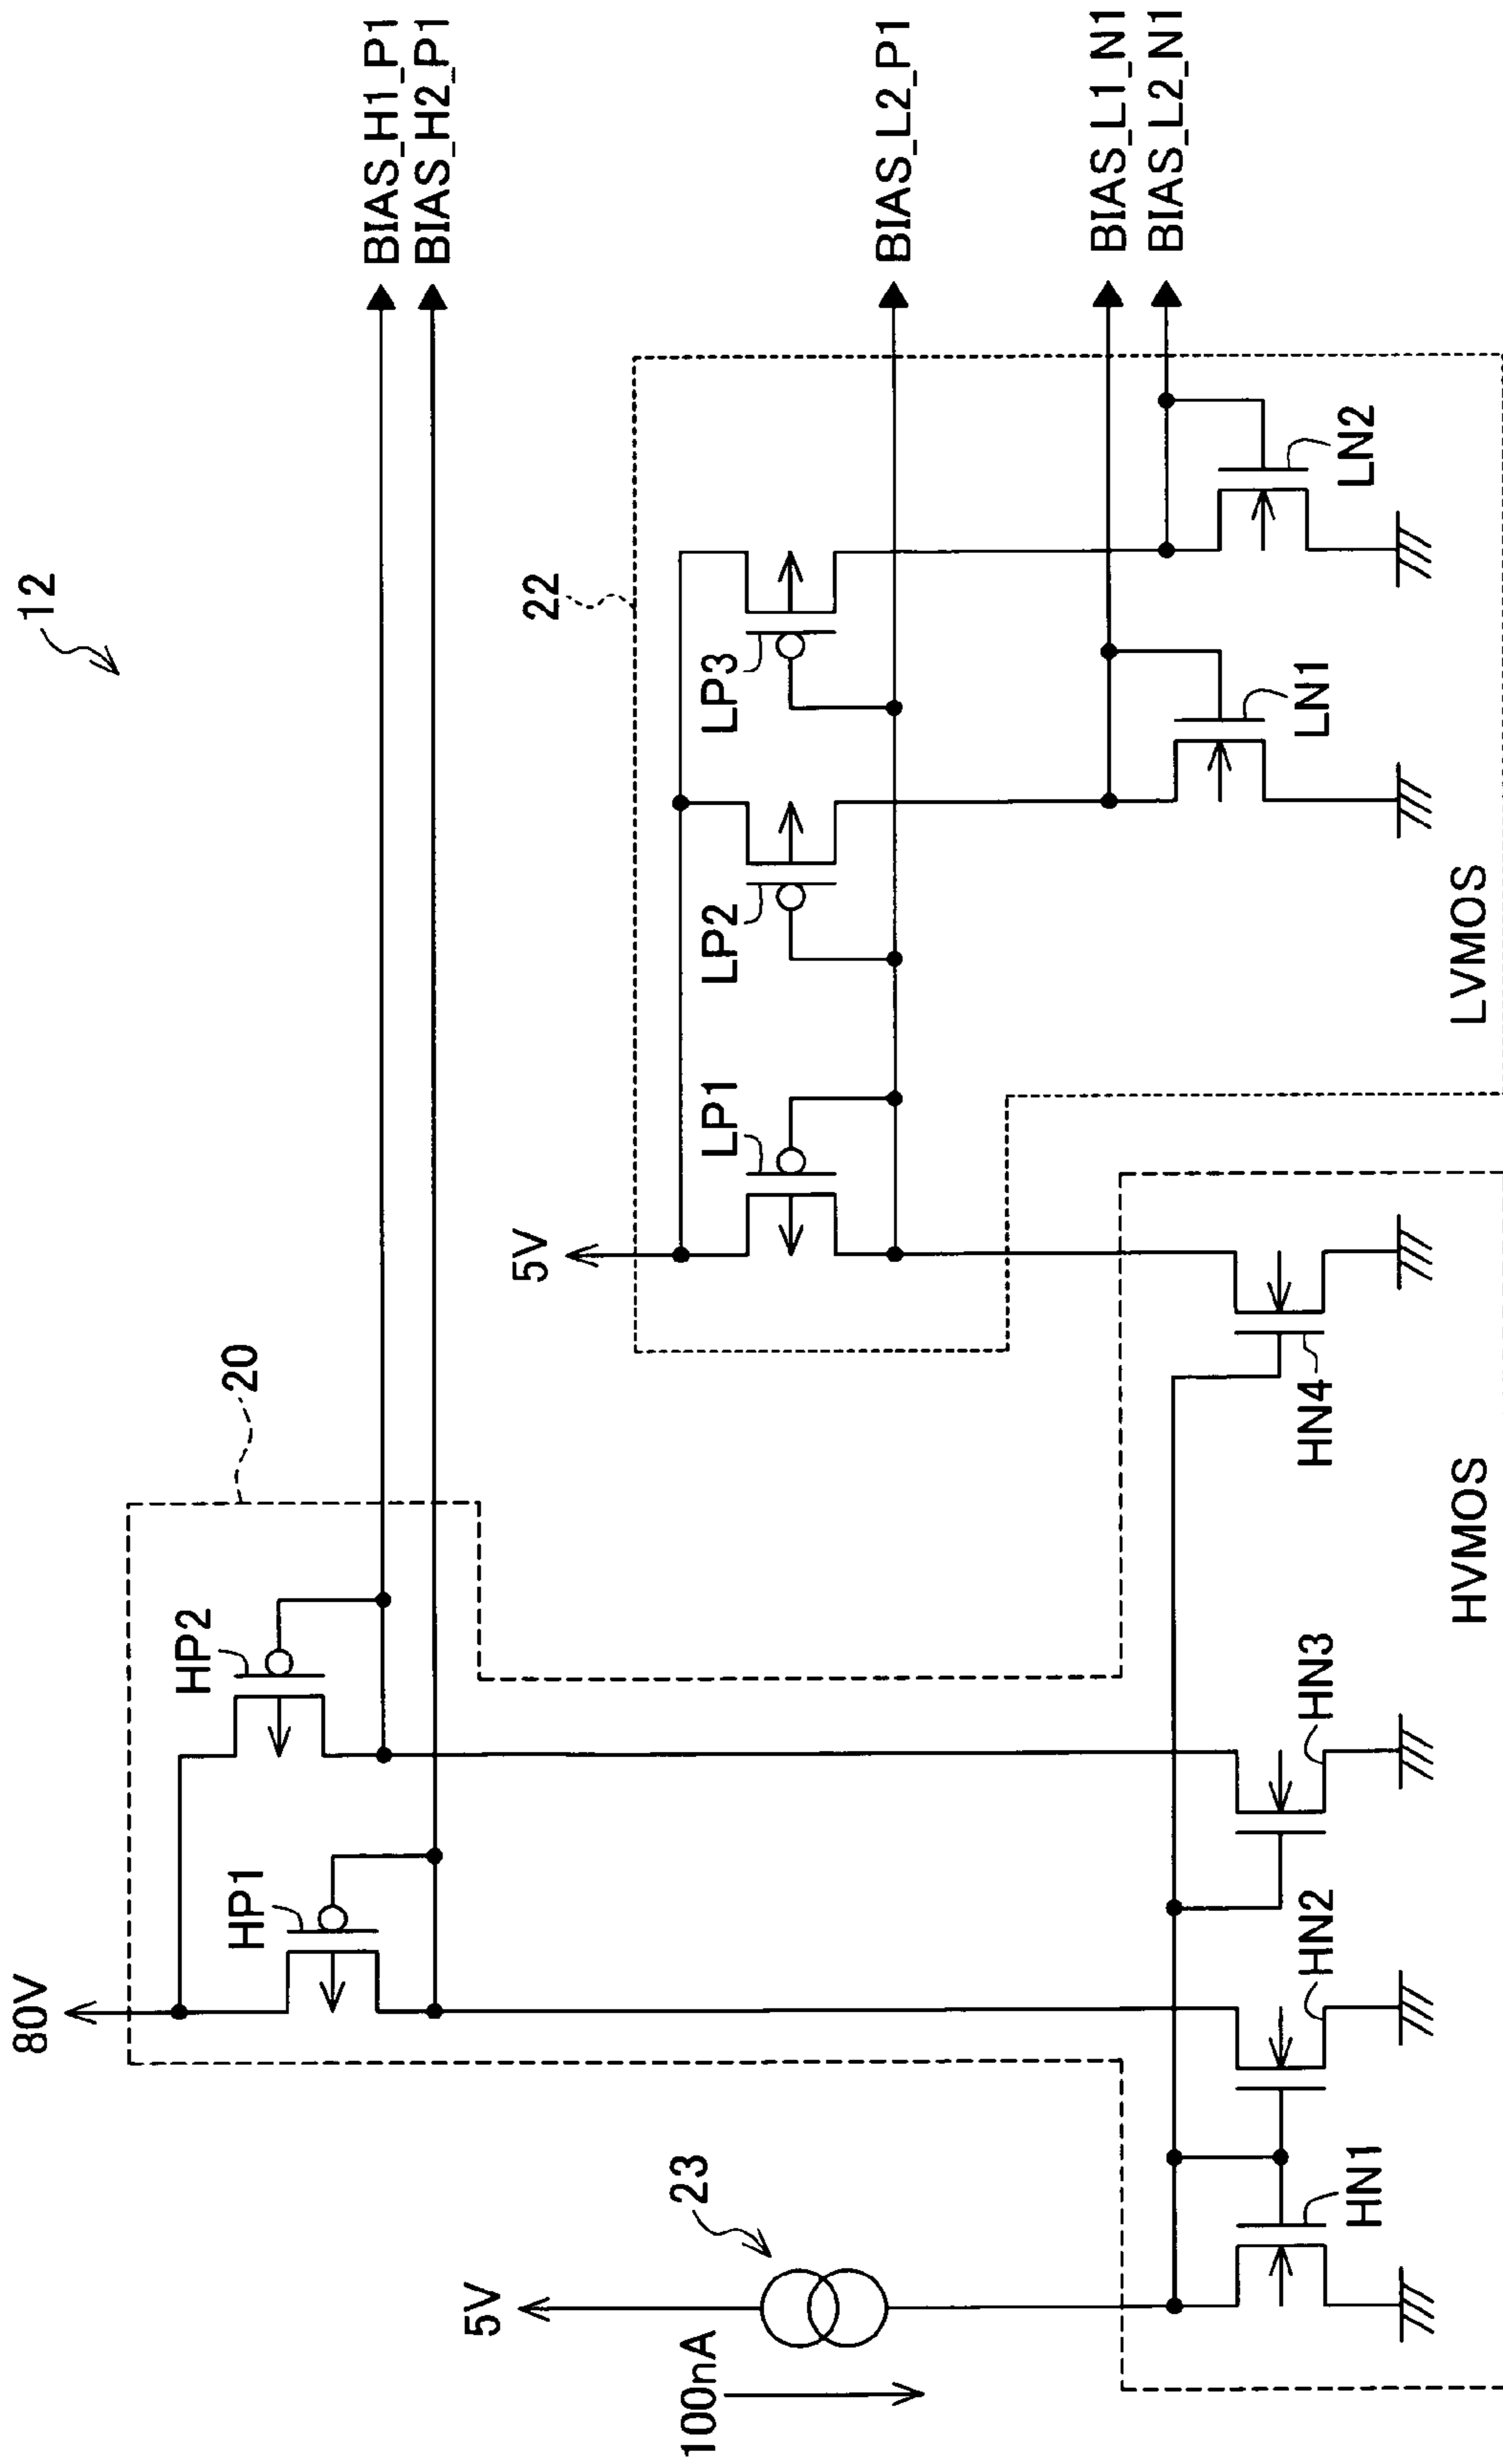 12
80V
20
HP1
HP2
BIAS_H1_P1
BIAS_H2_P1
5V
23
100nA
5V
22
LP1
LP2
LP3
BIAS_L2_P1
BIAS_L1_N1
BIAS_L2_N1
HN1
HN2
HN3
HN4
LN1
LN2
HVMOS
LVMOS